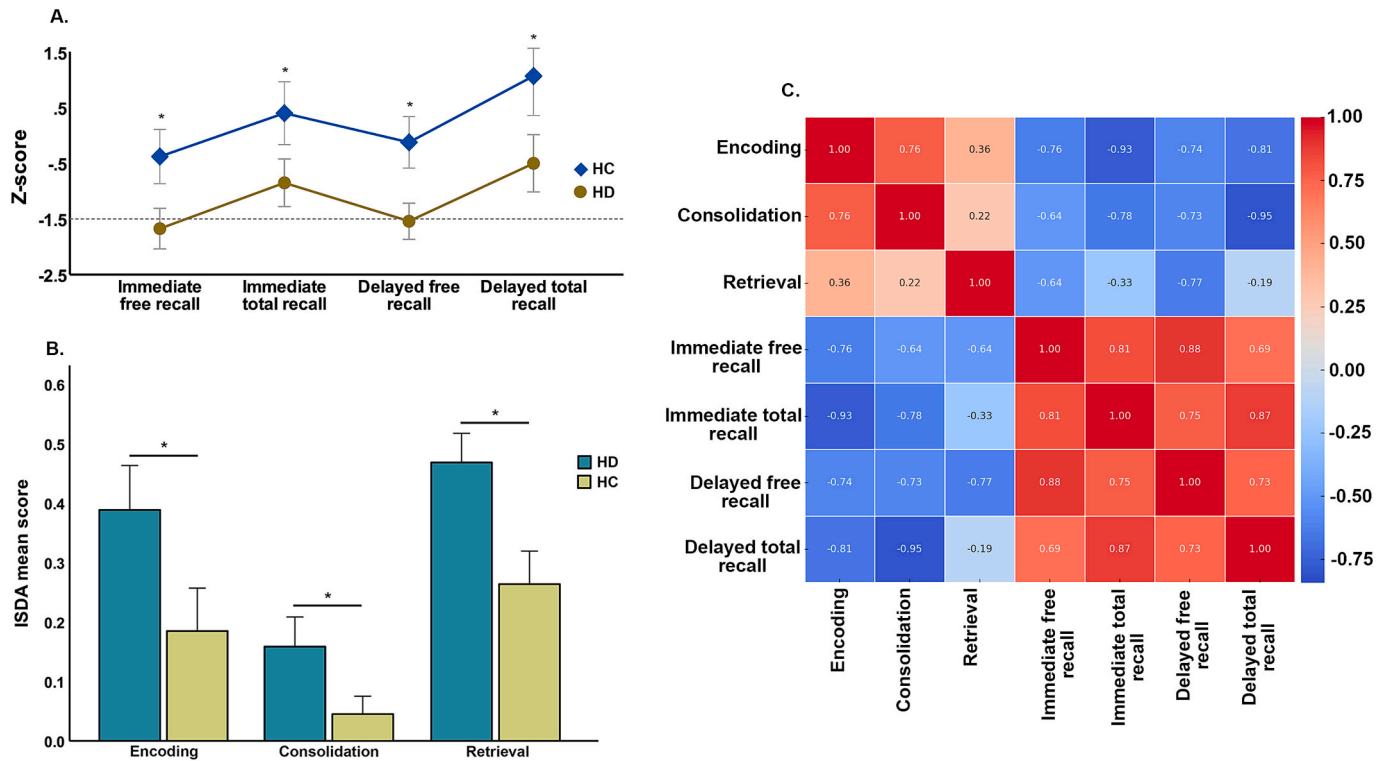 A.
*
*
*
*
1.5
.5
-.5
-1.5
-2.5
Z-score
HC
HD
Immediate free recall
Immediate total recall
Delayed free recall
Delayed total recall
B.
0.6
0.5
0.4
0.3
0.2
0.1
0.0
ISDA mean score
*
*
*
HD
HC
Encoding
Consolidation
Retrieval
C.
Encoding 1.00 0.76 0.36 -0.76 -0.93 -0.74 -0.81
Consolidation 0.76 1.00 0.22 -0.64 -0.78 -0.73 -0.95
Retrieval 0.36 0.22 1.00 -0.64 -0.33 -0.77 -0.19
Immediate free recall -0.76 -0.64 -0.64 1.00 0.81 0.88 0.69
Immediate total recall -0.93 -0.78 -0.33 0.81 1.00 0.75 0.87
Delayed free recall -0.74 -0.73 -0.77 0.88 0.75 1.00 0.73
Delayed total recall -0.81 -0.95 -0.19 0.69 0.87 0.73 1.00
Encoding
Consolidation
Retrieval
Immediate free recall
Immediate total recall
Delayed free recall
Delayed total recall
1.00
0.75
0.50
0.25
0.00
-0.25
-0.50
-0.75